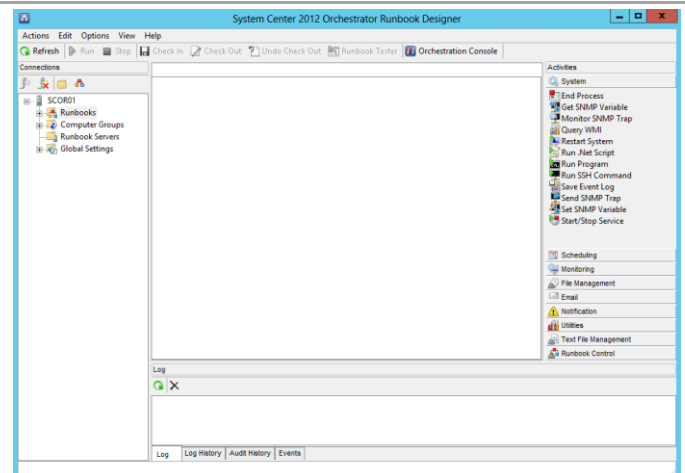 System Center 2012 Orchestrator Runbook Designer
Actions Edit Options View Help
Refresh Run Stop Check In Check Out Undo Check Out Runbook Tester Orchestration Console
Connections
SCOR01
Runbooks
Computer Groups
Runbook Servers
Global Settings
Activities
System
End Process
Get SNMP Variable
Monitor SNMP Trap
Query WMI
Restart System
Run .Net Script
Run Program
Run SSH Command
Save Event Log
Send SNMP Trap
Set SNMP Variable
Start/Stop Service
Scheduling
Monitoring
File Management
Email
Notification
Utilities
Text File Management
Runbook Control
Log
Log Log History Audit History Events